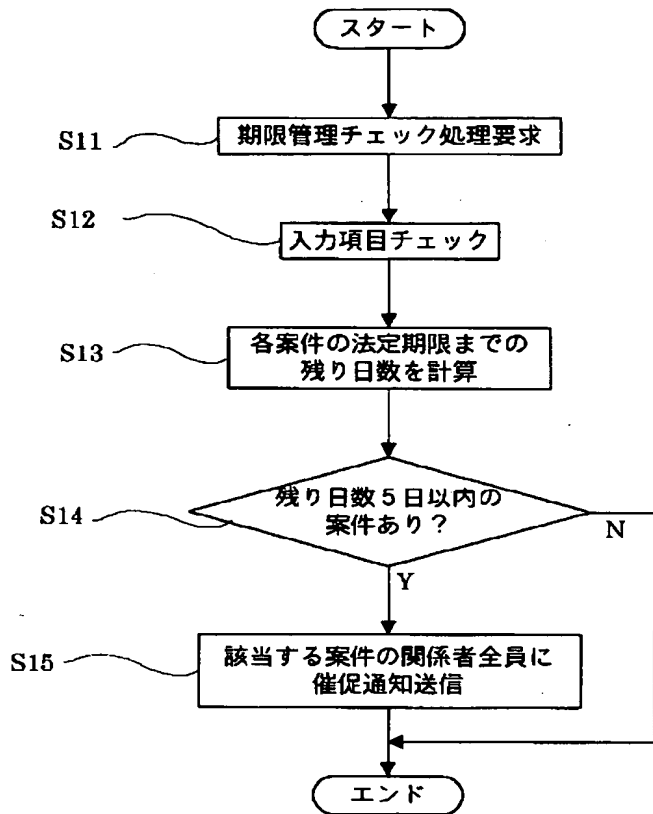 スタート
S11
期限管理チェック処理要求
S12
入力項目チェック
S13
各案件の法定期限までの
残り日数を計算
S14
残り日数5日以内の
案件あり?
N
Y
S15
該当する案件の関係者全員に
催促通知送信
エンド